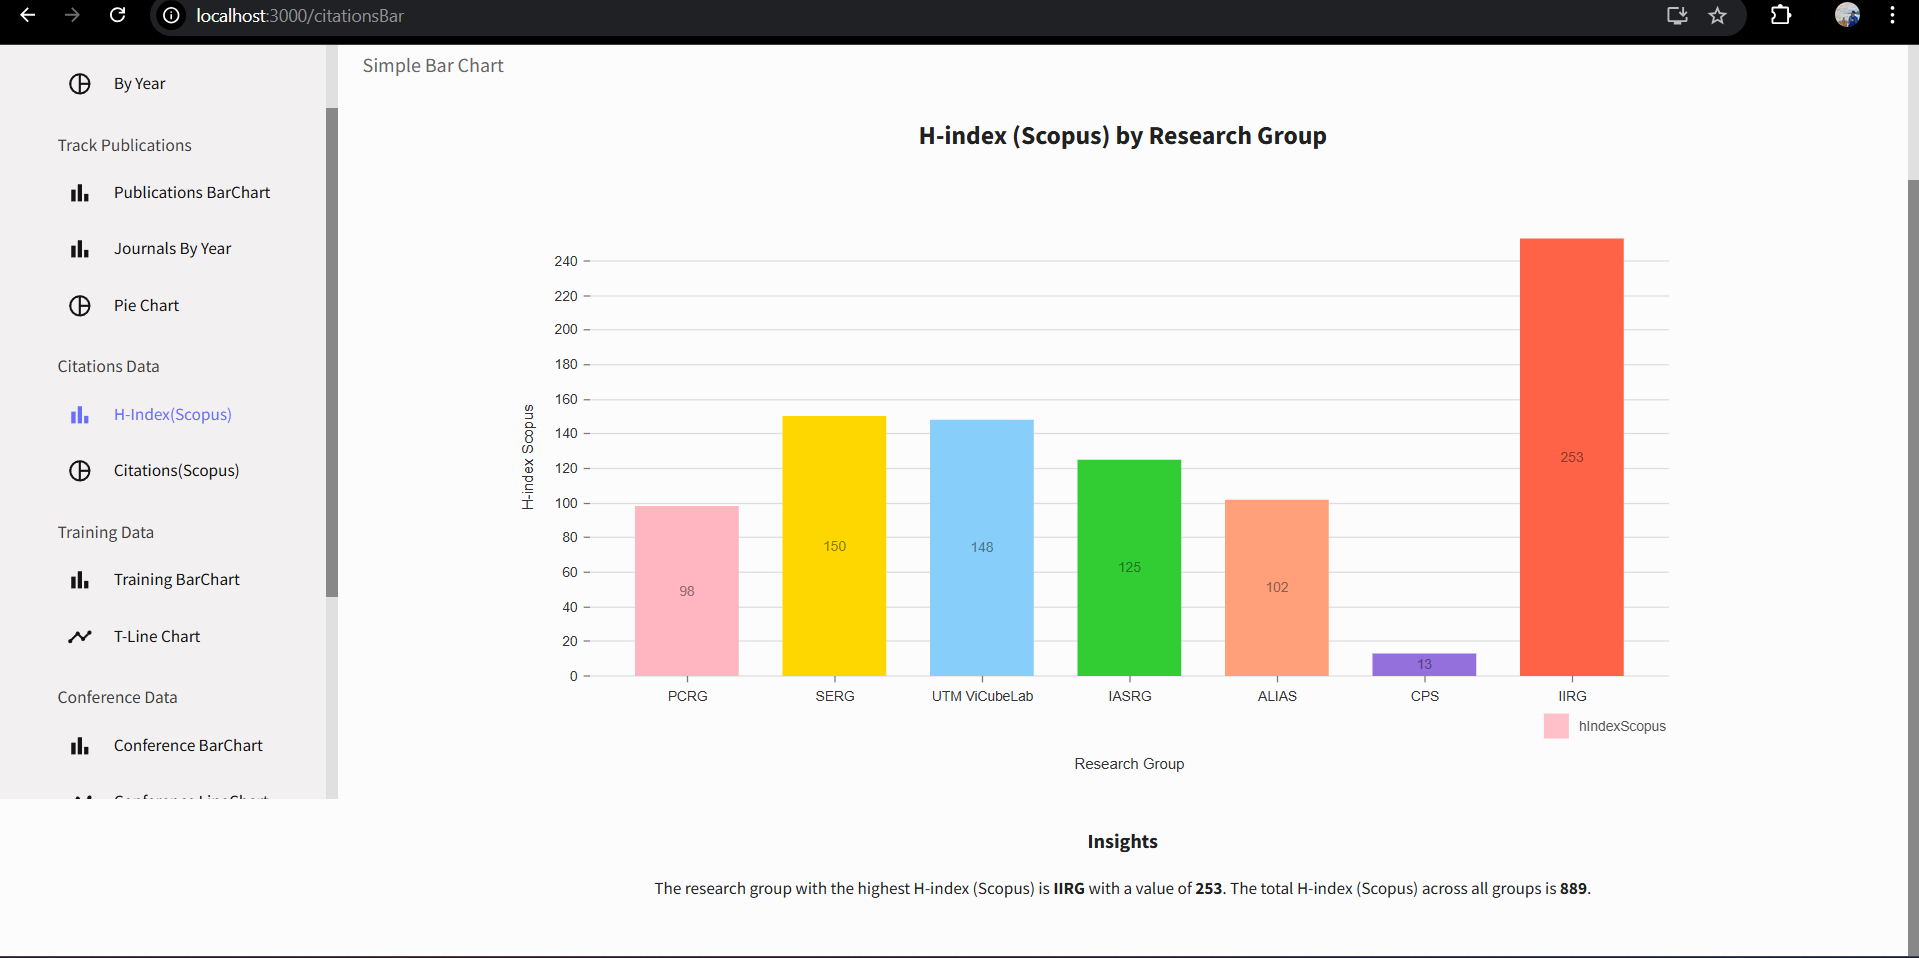 localhost:3000/citationsBar
By Year
Track Publications
Publications BarChart
Journals By Year
Pie Chart
Citations Data
H-Index(Scopus)
Citations(Scopus)
Training Data
Training BarChart
T-Line Chart
Conference Data
Conference BarChart
Conference LineChart
Simple Bar Chart
H-index (Scopus) by Research Group
H-index Scopus
240
220
200
180
160
140
120
100
80
60
40
20
0
98
150
148
125
102
13
253
PCRG SERG UTM ViCubeLab IASRG ALIAS CPS IIRG
hIndexScopus
Research Group
Insights
The research group with the highest H-index (Scopus) is IIRG with a value of 253. The total H-index (Scopus) across all groups is 889.